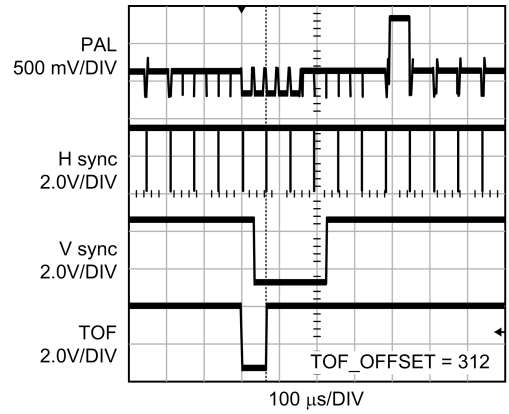 PAL
500 mV/DIV
H sync
2.0V/DIV
V sync
2.0V/DIV
TOF
2.0V/DIV
TOF_OFFSET = 312
100 μs/DIV